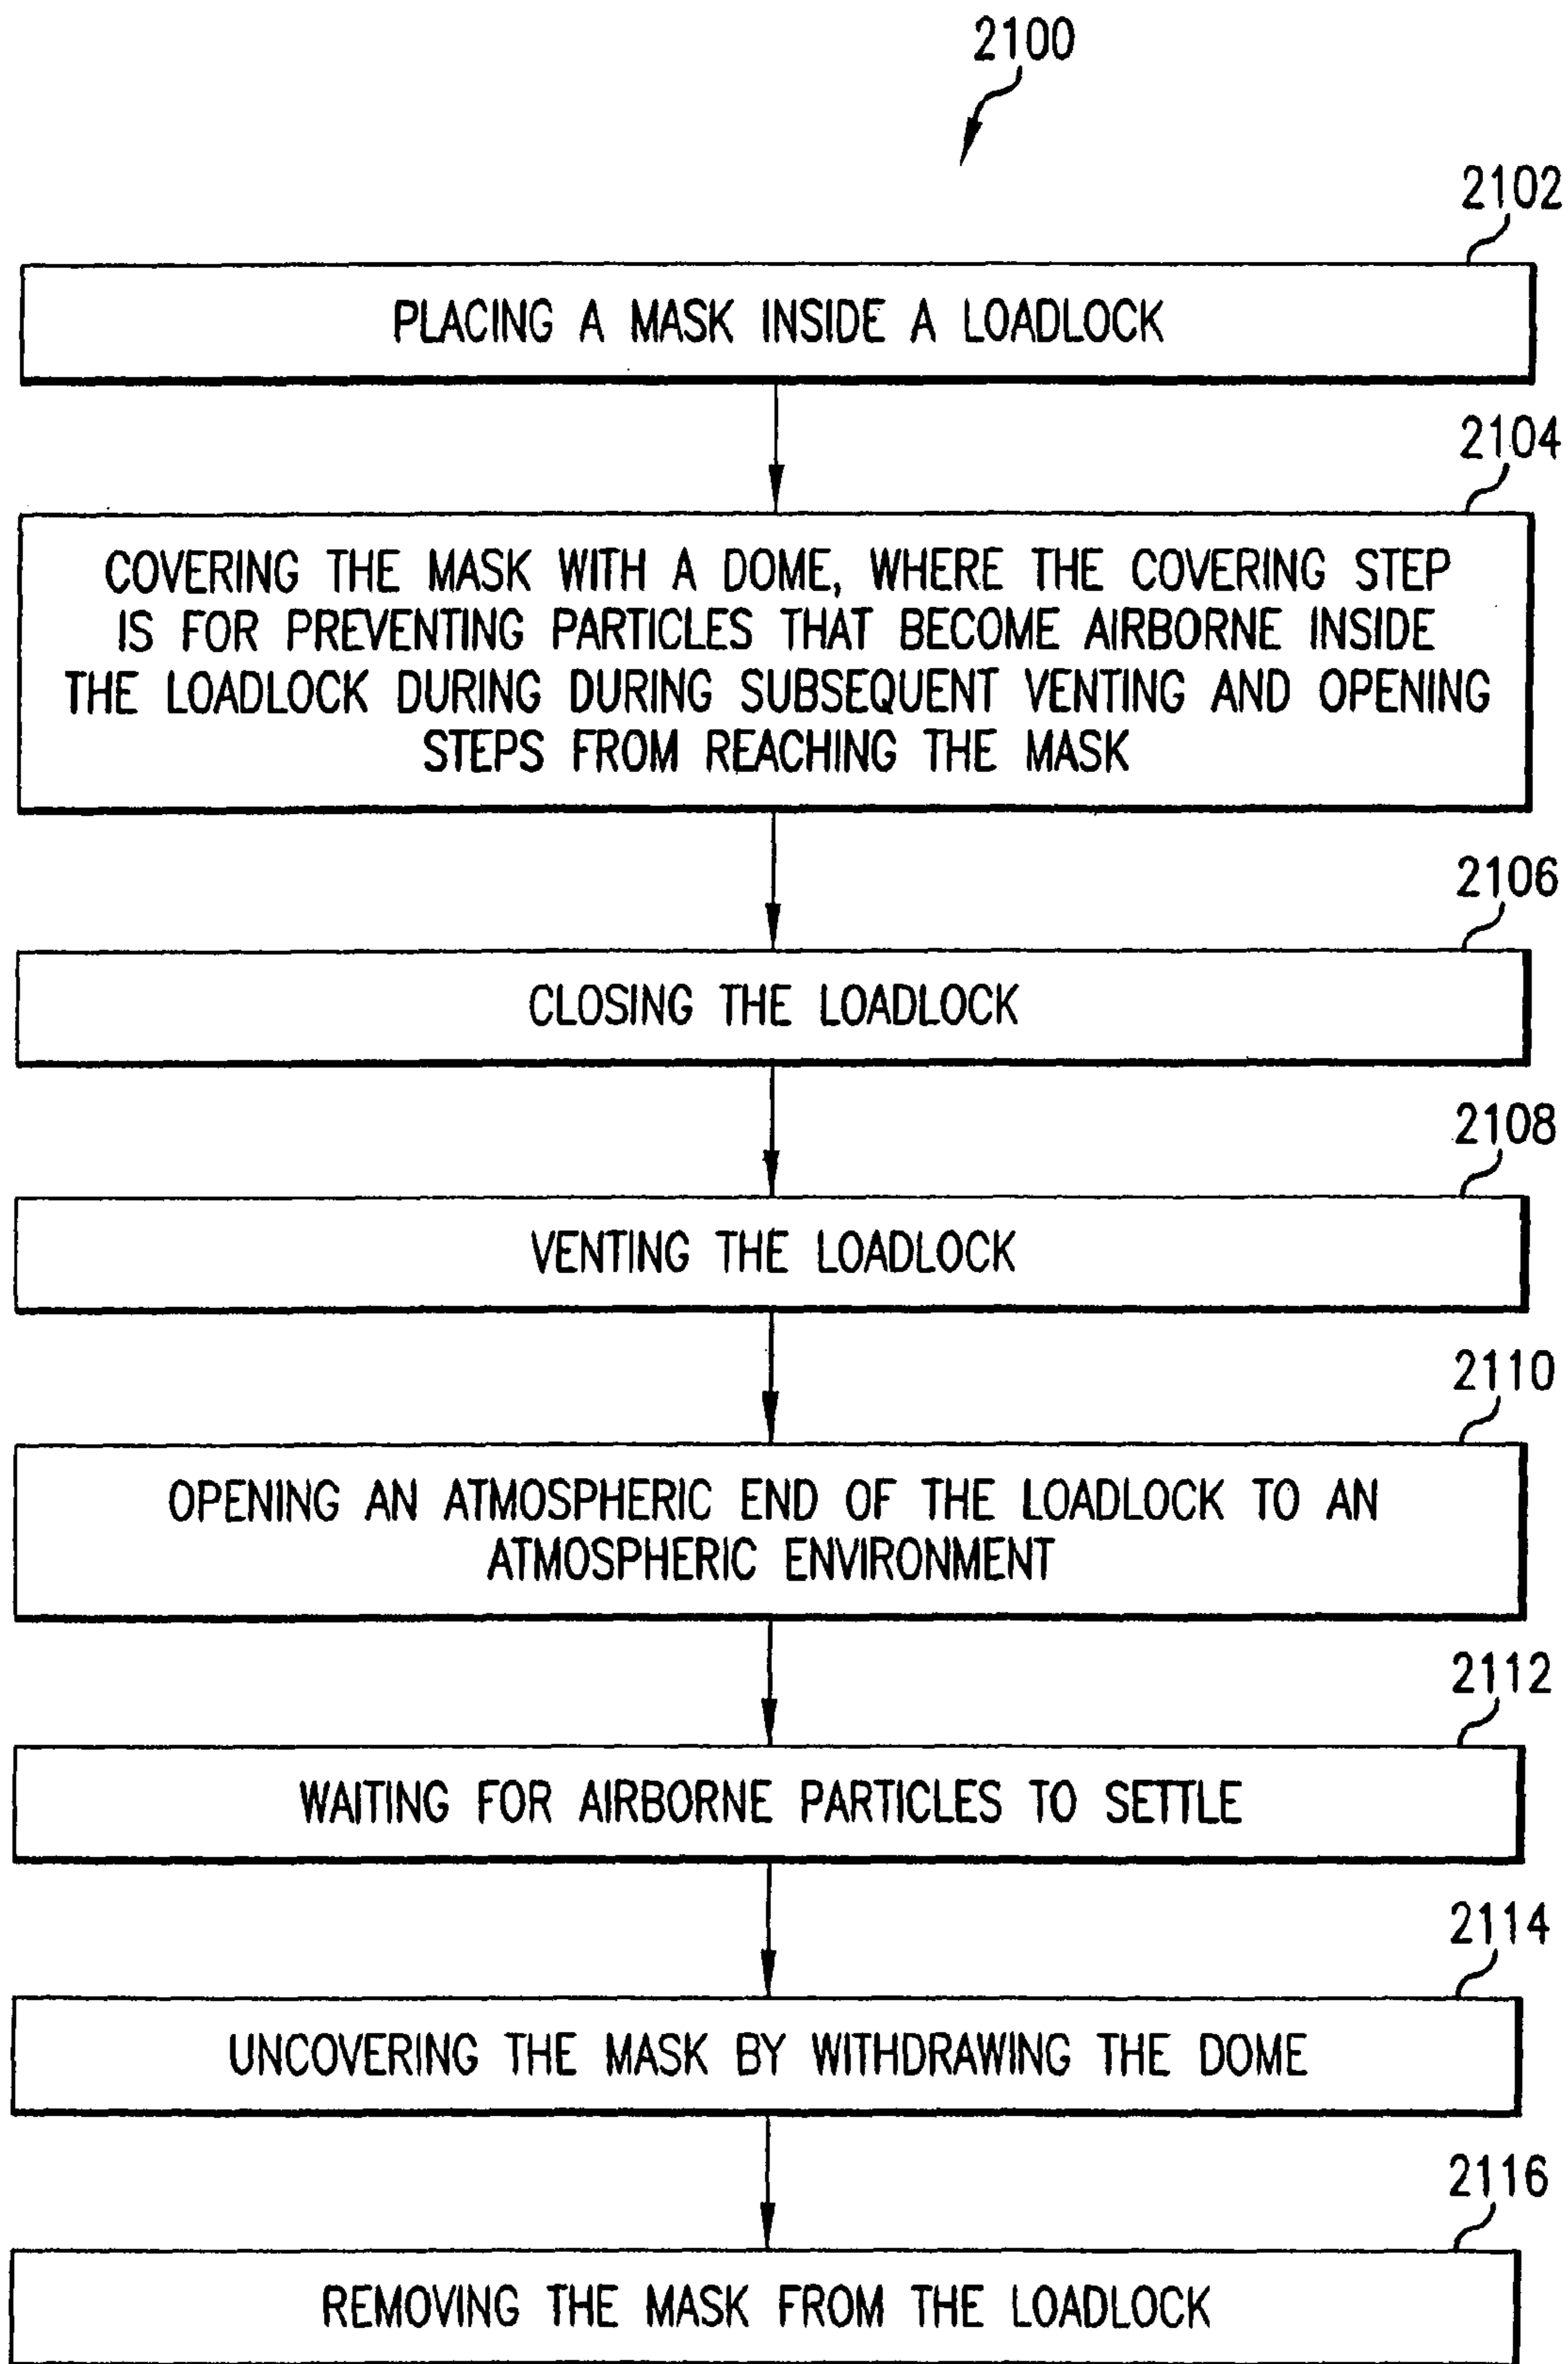 2100
2102
PLACING A MASK INSIDE A LOADLOCK
2104
COVERING THE MASK WITH A DOME, WHERE THE COVERING STEP
IS FOR PREVENTING PARTICLES THAT BECOME AIRBORNE INSIDE
THE LOADLOCK DURING DURING SUBSEQUENT VENTING AND OPENING
STEPS FROM REACHING THE MASK
2106
CLOSING THE LOADLOCK
2108
VENTING THE LOADLOCK
2110
OPENING AN ATMOSPHERIC END OF THE LOADLOCK TO AN
ATMOSPHERIC ENVIRONMENT
2112
WAITING FOR AIRBORNE PARTICLES TO SETTLE
2114
UNCOVERING THE MASK BY WITHDRAWING THE DOME
2116
REMOVING THE MASK FROM THE LOADLOCK